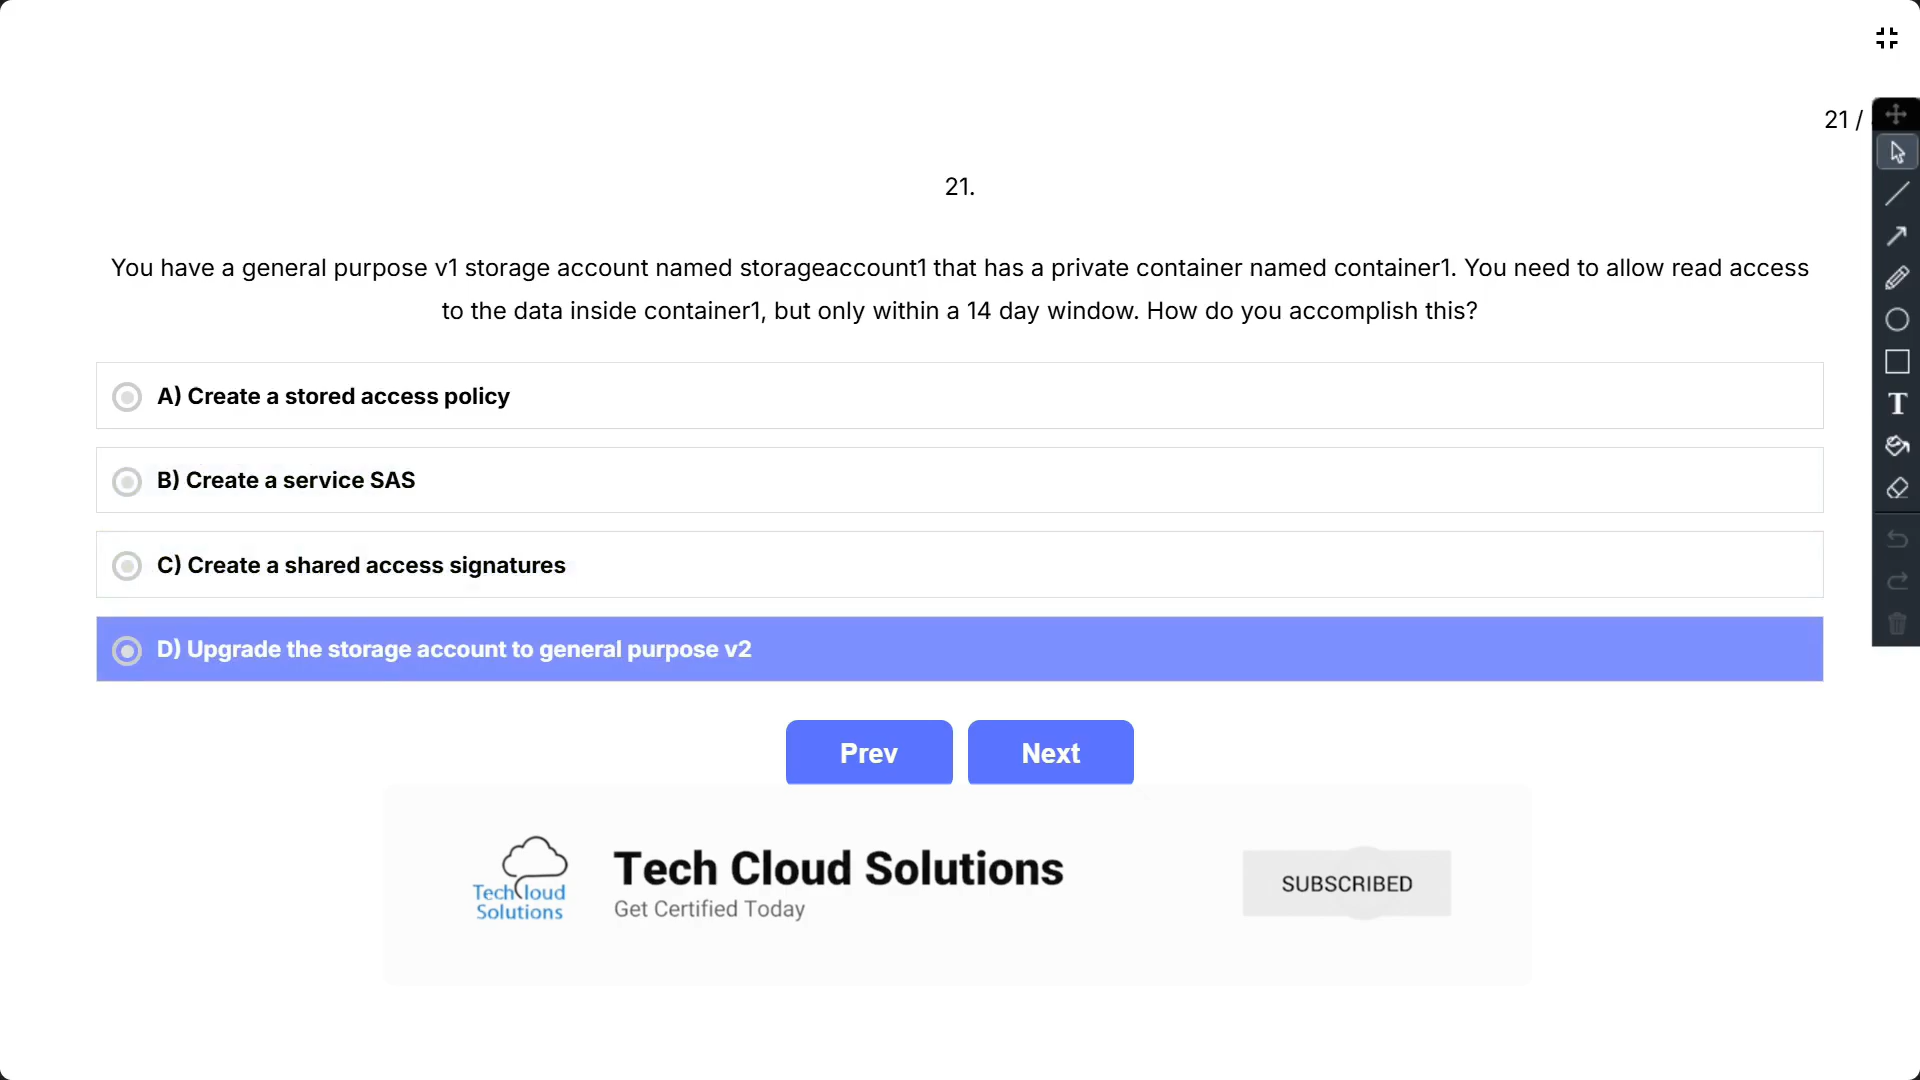 21 /
21.
You have a general purpose v1 storage account named storageaccount1 that has a private container named container1. You need to allow read access
to the data inside container1, but only within a 14 day window. How do you accomplish this?
A) Create a stored access policy
B) Create a service SAS
C) Create a shared access signatures
D) Upgrade the storage account to general purpose v2
Prev Next
Tech Cloud Solutions
Get Certified Today
TechCloud
Solutions
SUBSCRIBED
T